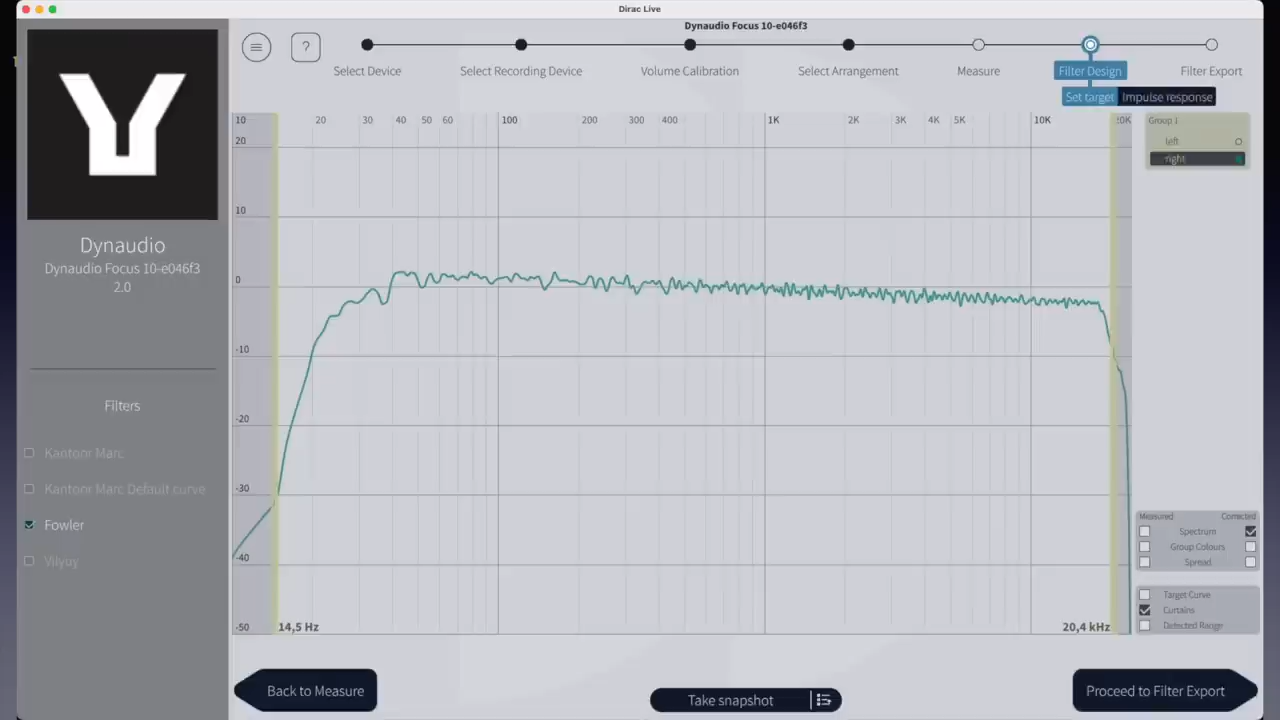 Dirac Live
Dynaudio Focus 10-e046f3
?
Select Device
Select Recording Device
Volume Calibration
Select Arrangement
Measure
Filter Design
Filter Export
Set target
Impulse response
Dynaudio
Dynaudio Focus 10-e046f3
2.0
Filters
Kantoor Marc
Kantoor Marc Default curve
Fowler
Vilyuy
10 20 30 40 50 60 100 200 300 400 1K 2K 3K 4K 5K 10K 20K
20
10
0
-10
-20
-30
-40
-50
14,5 Hz
20,4 kHz
Group 1
left
right
Measured Corrected
Spectrum
Group Colours
Spread
Target Curve
Curtains
Detected Range
Back to Measure
Take snapshot
Proceed to Filter Export